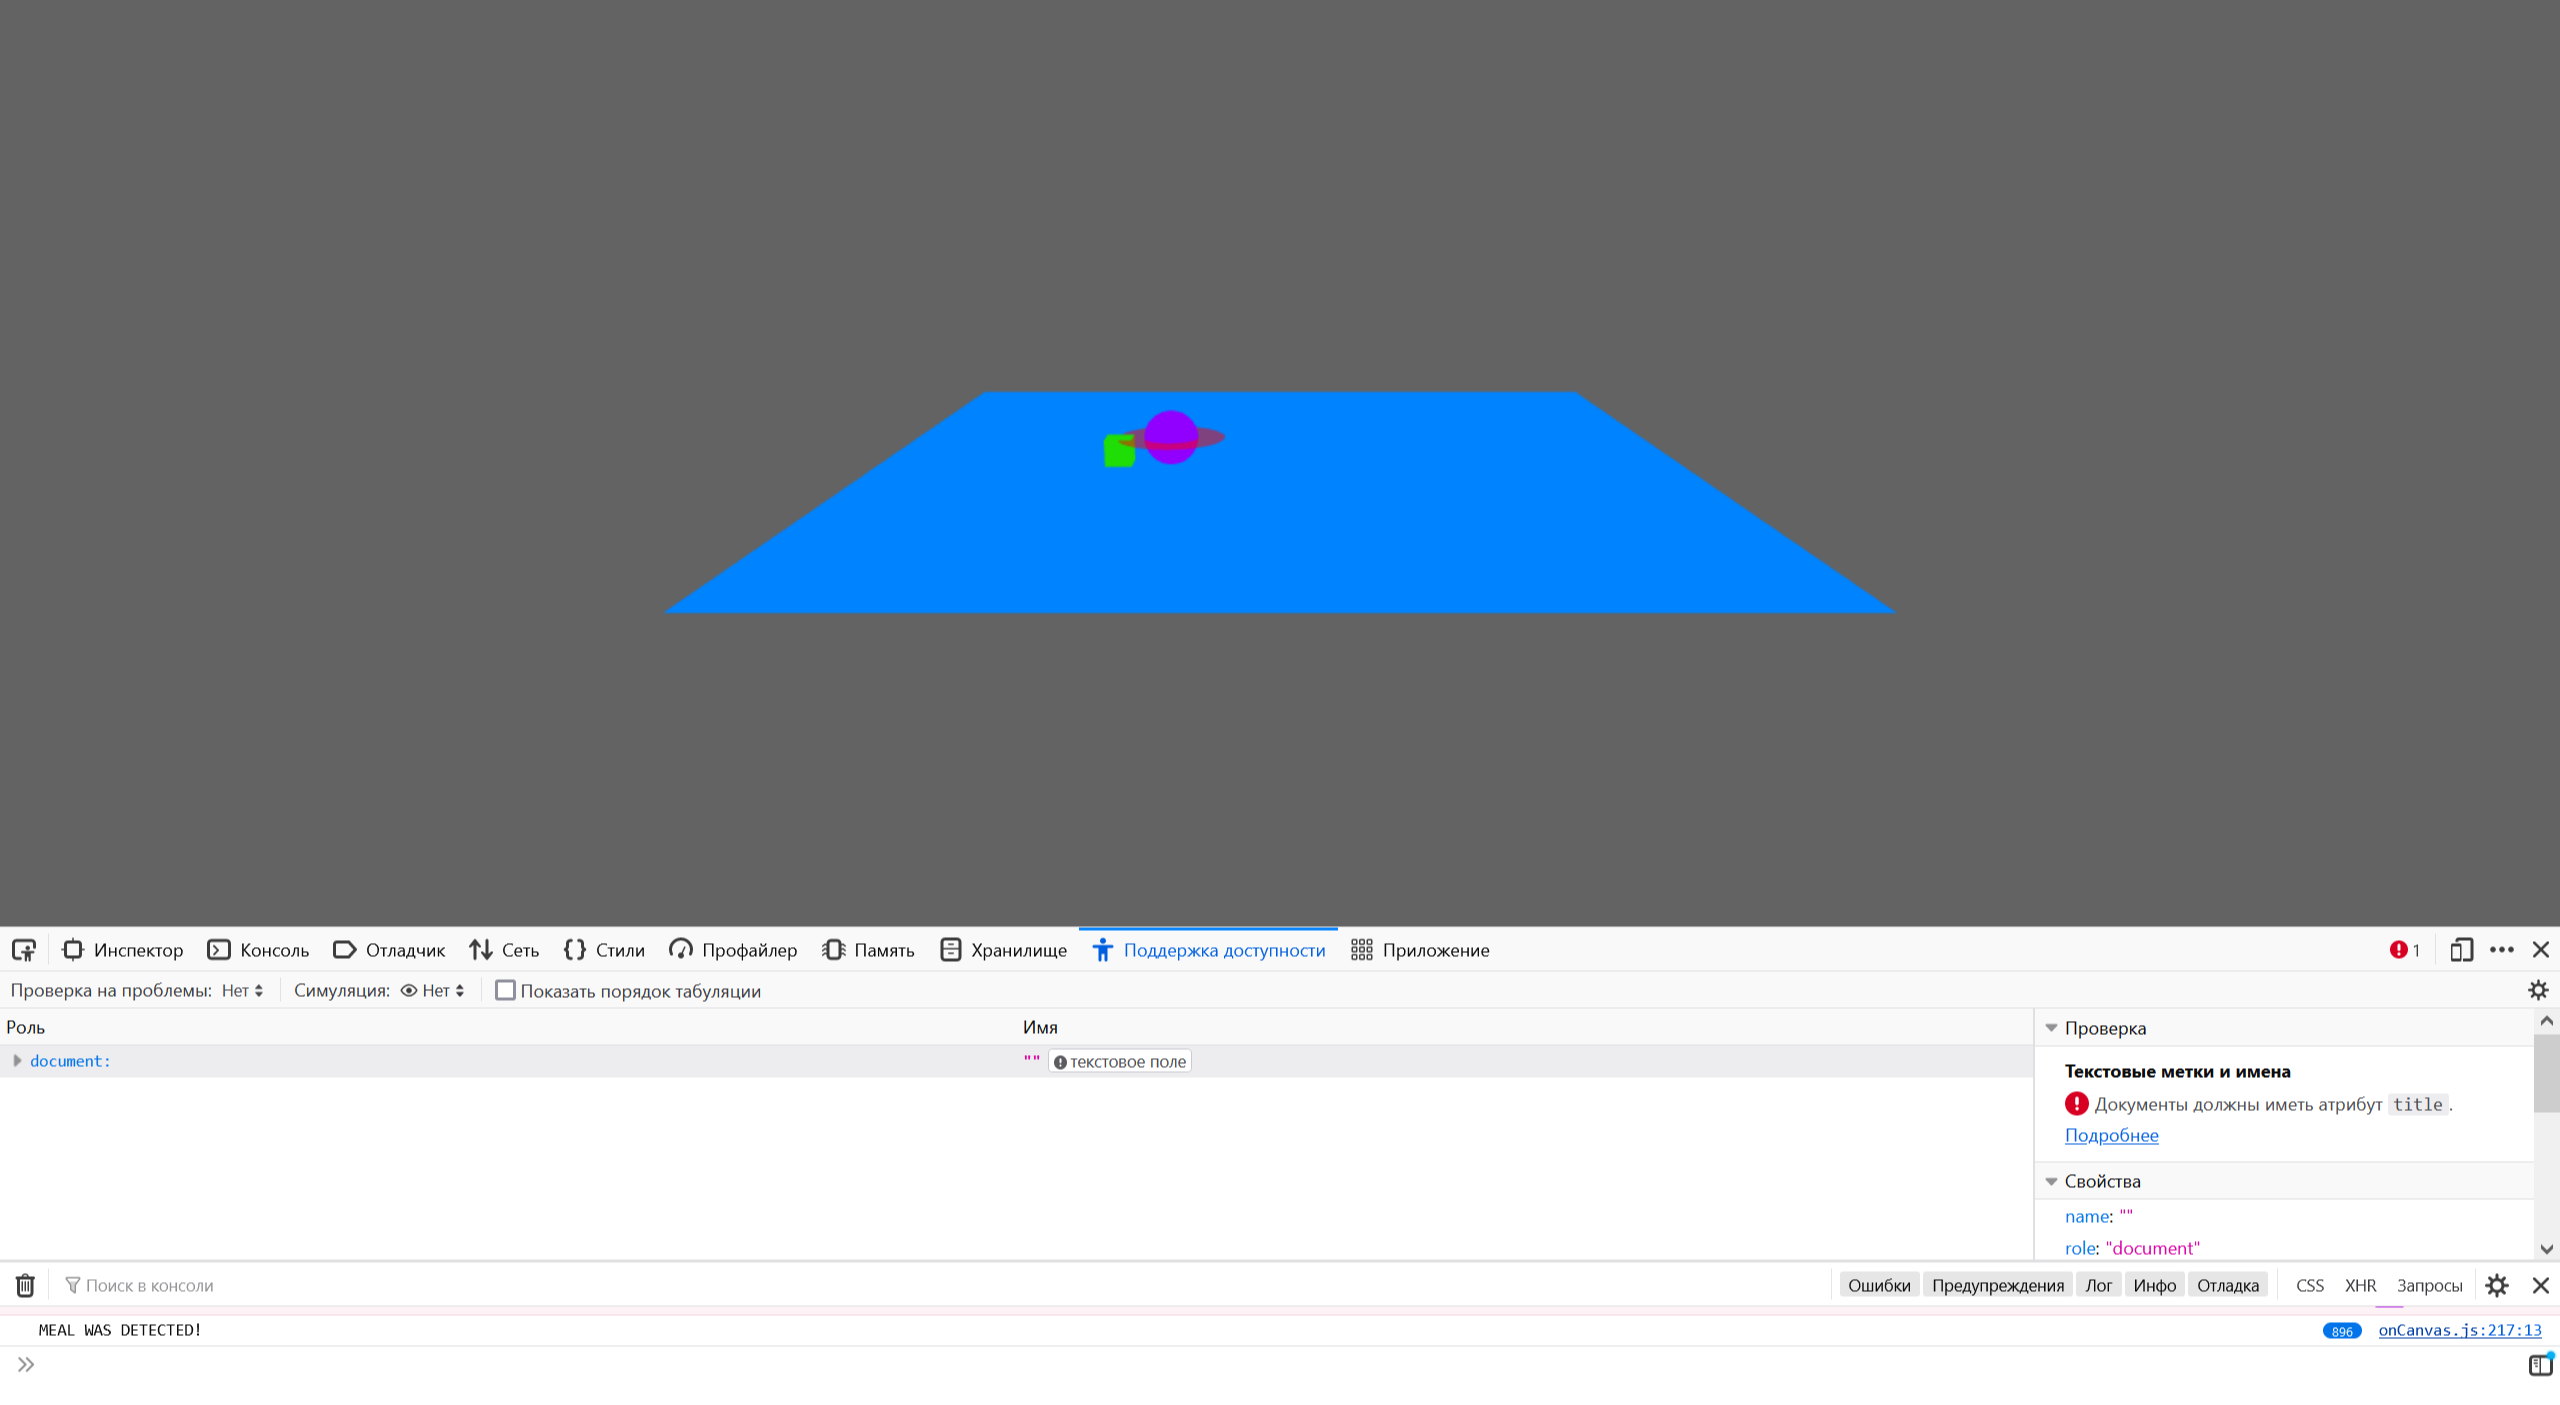 Инспектор Консоль Отладчик Сеть Стили Профайлер Память Хранилище Поддержка доступности Приложение 1
Проверка на проблемы: Нет Симуляция: Нет Показать порядок табуляции
Роль Имя
document: "" текстовое поле
Проверка
Текстовые метки и имена
Документы должны иметь атрибут title.
Подробнее
Свойства
name: ""
role: "document"
Поиск в консоли Ошибки Предупреждения Лог Инфо Отладка CSS XHR Запросы
MEAL WAS DETECTED! 896 onCanvas.js:217:13